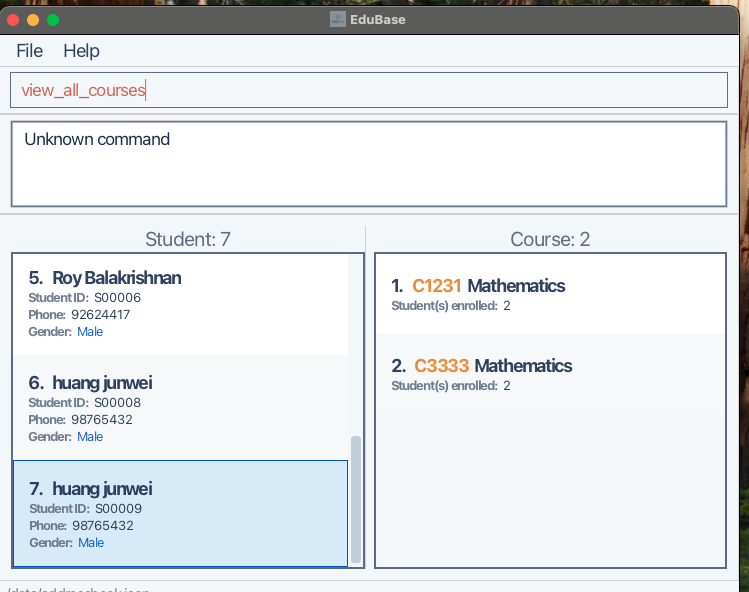 EduBase
File Help
view_all_courses
Unknown command
Student: 7
5. Roy Balakrishnan
Student ID: S00006
Phone: 92624417
Gender: Male
6. huang junwei
Student ID: S00008
Phone: 98765432
Gender: Male
7. huang junwei
Student ID: S00009
Phone: 98765432
Gender: Male
Course: 2
1. C1231 Mathematics
Student(s) enrolled: 2
2. C3333 Mathematics
Student(s) enrolled: 2